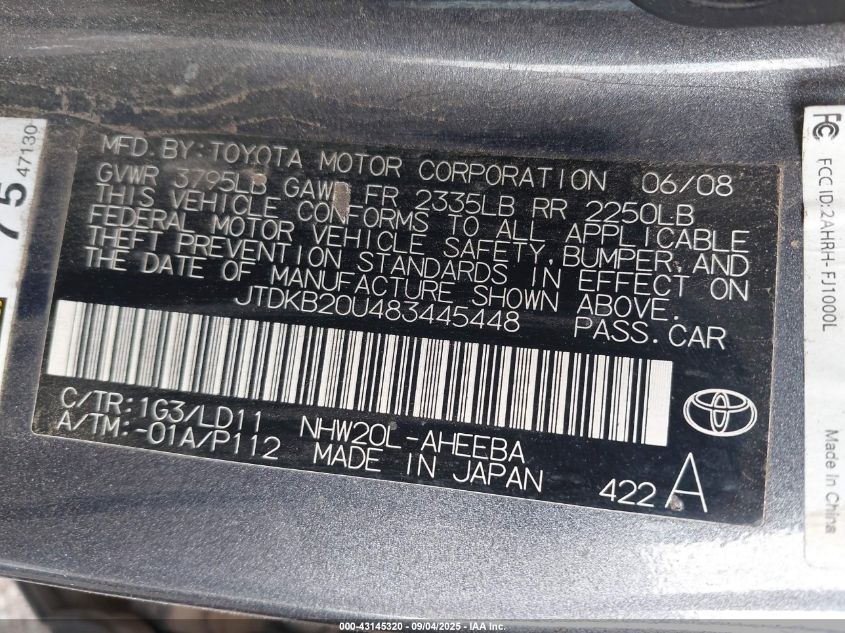 MFD.BY:TOYOTA MOTOR CORPORATION 06/08
GVWR 3795LB GAWR FR 2335LB RR 2250LB
THIS VEHICLE CONFORMS TO ALL APPLICABLE
FEDERAL MOTOR VEHICLE SAFETY,BUMPER,AND
THEFT PREVENTION STANDARDS IN EFFECT ON
THE DATE OF MANUFACTURE SHOWN ABOVE.
JTDKB20U483445448 PASS.CAR
C/TR:1G3/LD11 NHW20L-AHEEBA
A/TM:-01A/P112 MADE IN JAPAN
422 A
75
47130
FC
FCC ID:2AHRH-FJ1000L
Made in China
000-43145320 - 09/04/2025 - IAA Inc.